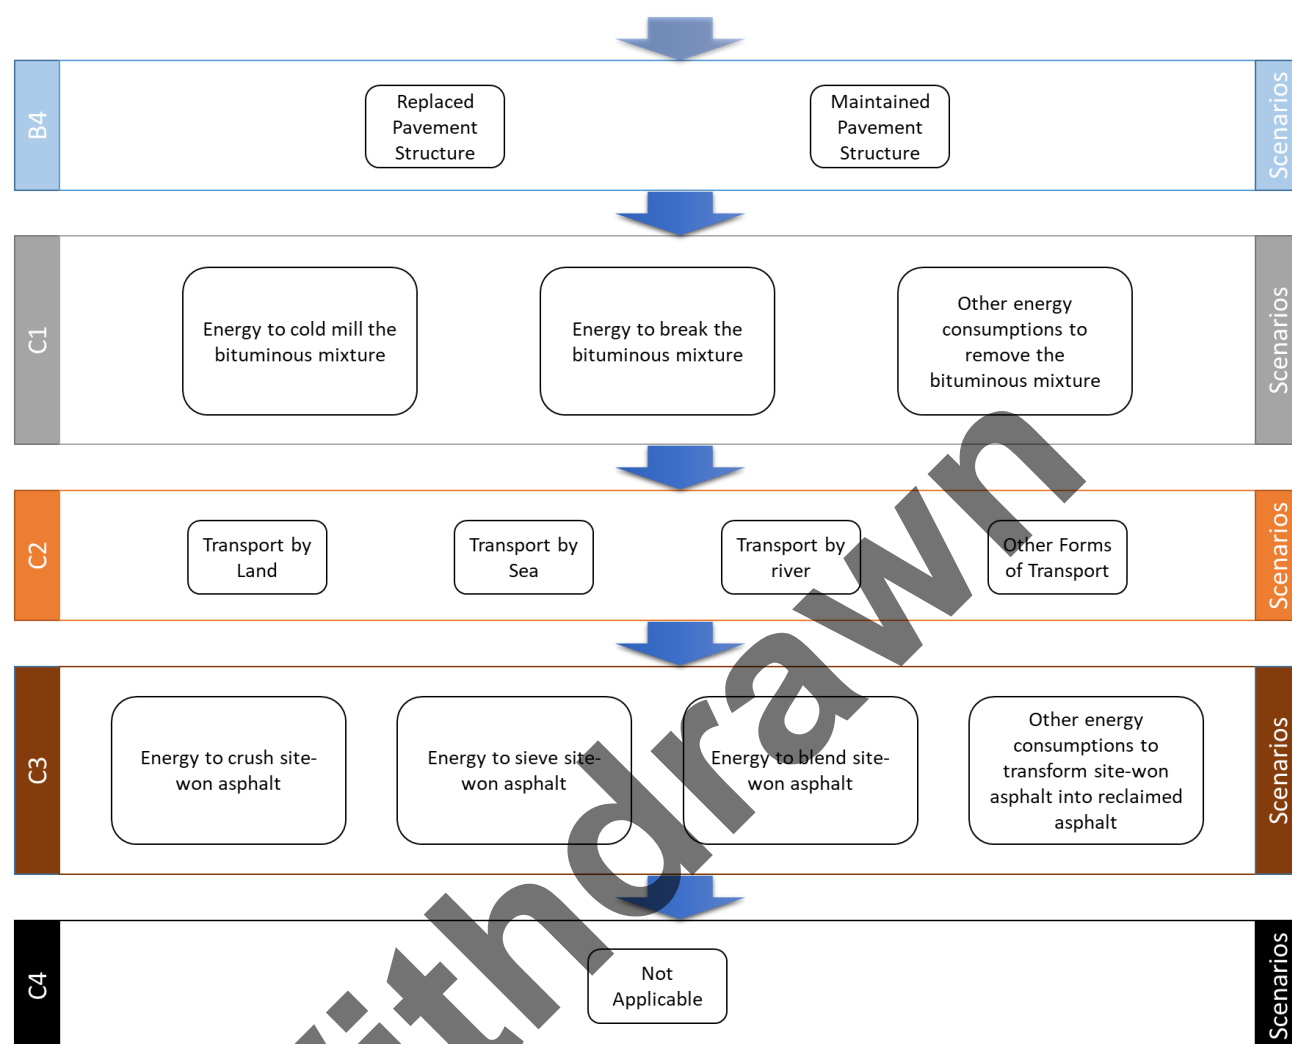 B4
Replaced
Pavement
Structure
Maintained
Pavement
Structure
Scenarios
C1
Energy to cold mill the
bituminous mixture
Energy to break the
bituminous mixture
Other energy
consumptions to
remove the
bituminous mixture
Scenarios
C2
Transport by
Land
Transport by
Sea
Transport by
river
Other Forms
of Transport
Scenarios
C3
Energy to crush site-
won asphalt
Energy to sieve site-
won asphalt
Energy to blend site-
won asphalt
Other energy
consumptions to
transform site-won
asphalt into reclaimed
asphalt
Scenarios
C4
Not
Applicable
Scenarios
ithdrawn